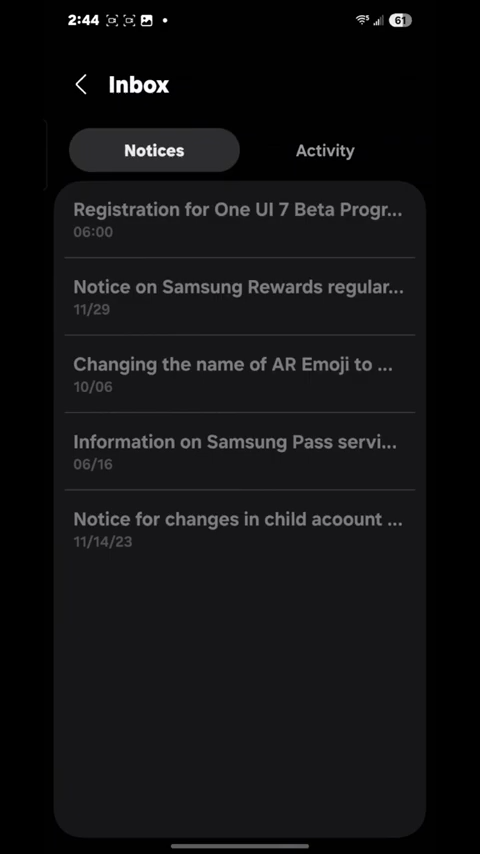 2:44
61
Inbox
Notices
Activity
Registration for One UI 7 Beta Progr...
06:00
Notice on Samsung Rewards regular...
11/29
Changing the name of AR Emoji to ...
10/06
Information on Samsung Pass servi...
06/16
Notice for changes in child acoount ...
11/14/23